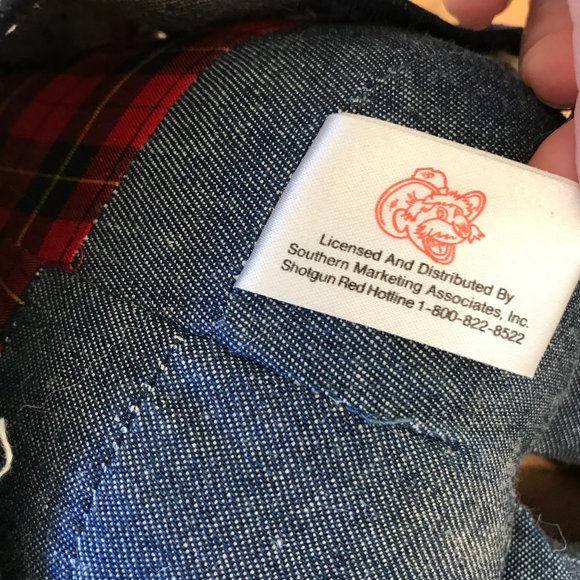 Licensed And Distributed By
Southern Marketing Associates, Inc.
Shotgun Red Hotline 1-800-822-8522